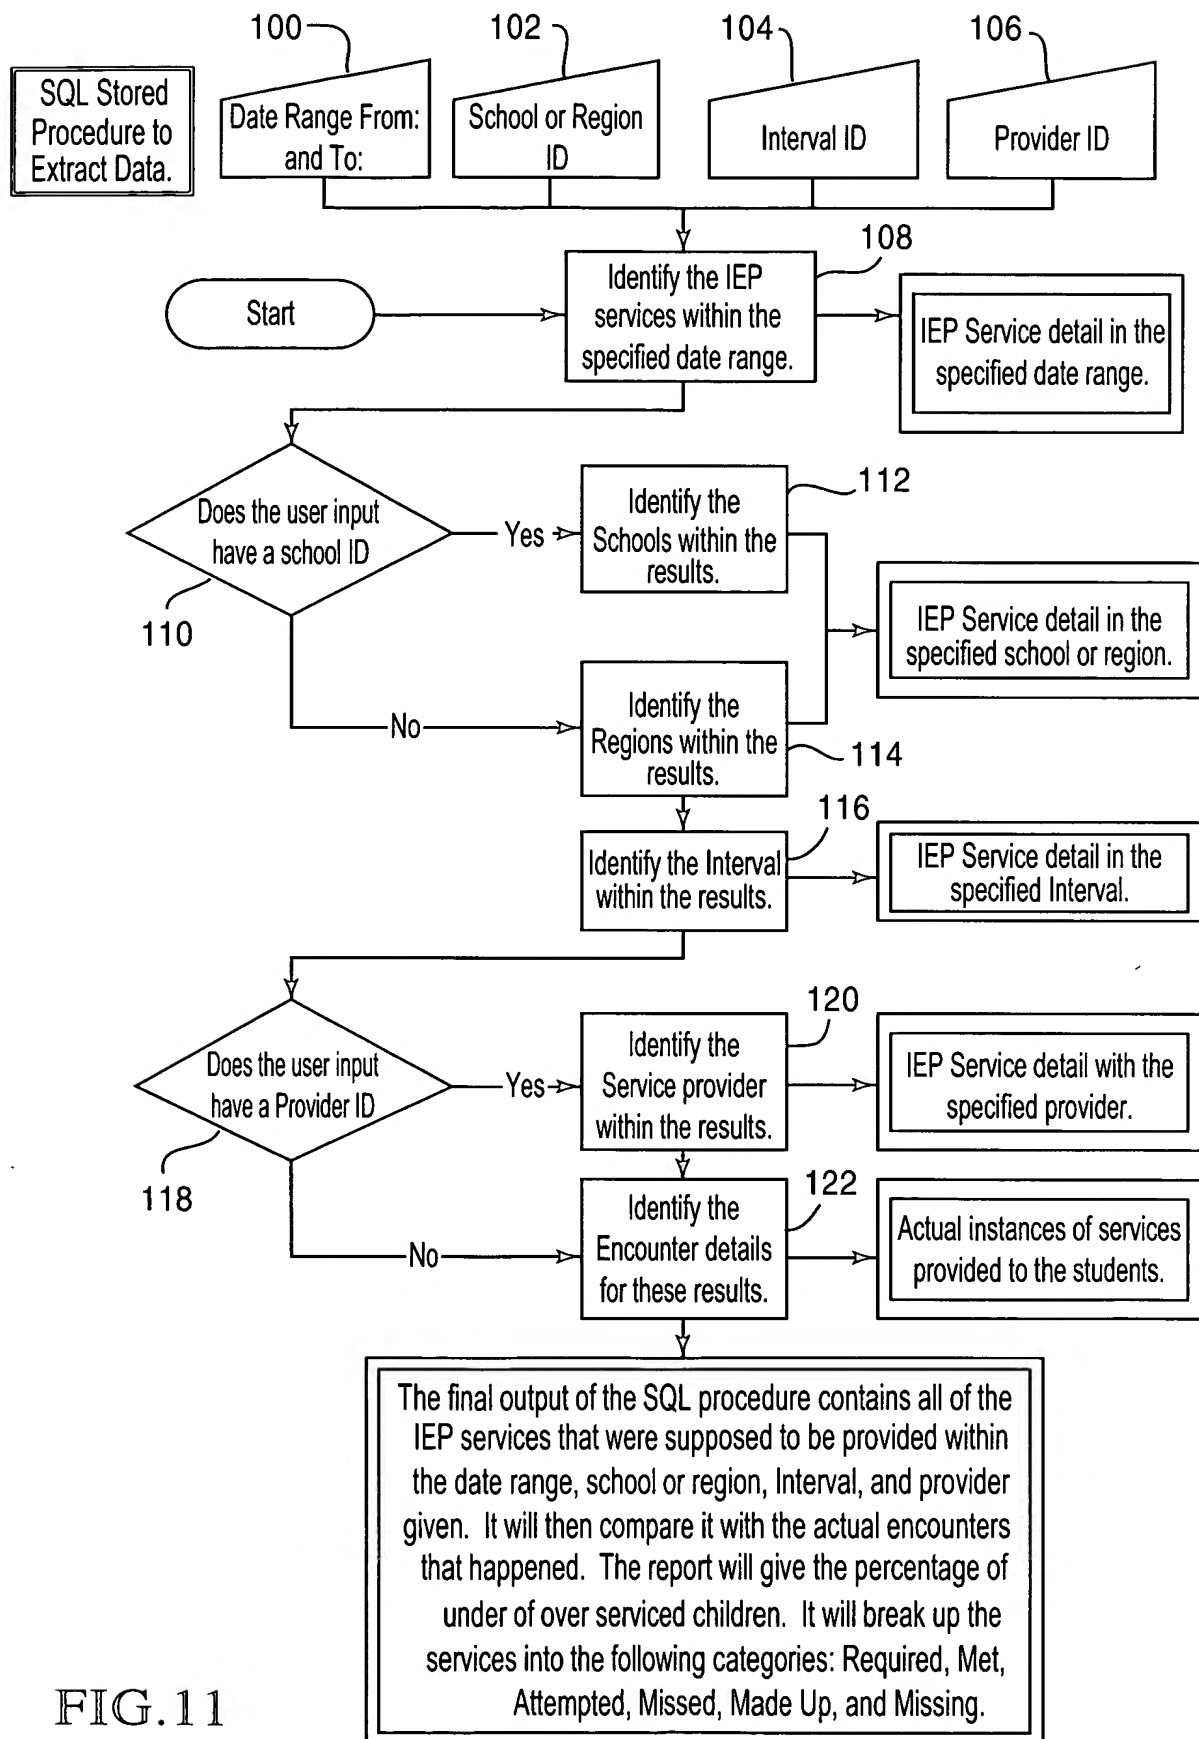 100
102
104
106
SQL Stored
Procedure to
Extract Data.
Date Range From:
and To:
School or Region
ID
Interval ID
Provider ID
108
Start
Identify the IEP
services within the
specified date range.
IEP Service detail in the
specified date range.
Does the user input
have a school ID
110
Yes
112
Identify the
Schools within the
results.
IEP Service detail in the
specified school or region.
No
Identify the
Regions within the
results.
114
116
Identify the Interval
within the results.
IEP Service detail in the
specified Interval.
Does the user input
have a Provider ID
118
Yes
120
Identify the
Service provider
within the results.
IEP Service detail with the
specified provider.
No
122
Identify the
Encounter details
for these results.
Actual instances of services
provided to the students.
The final output of the SQL procedure contains all of the
IEP services that were supposed to be provided within
the date range, school or region, Interval, and provider
given. It will then compare it with the actual encounters
that happened. The report will give the percentage of
under of over serviced children. It will break up the
services into the following categories: Required, Met,
Attempted, Missed, Made Up, and Missing.
FIG.11